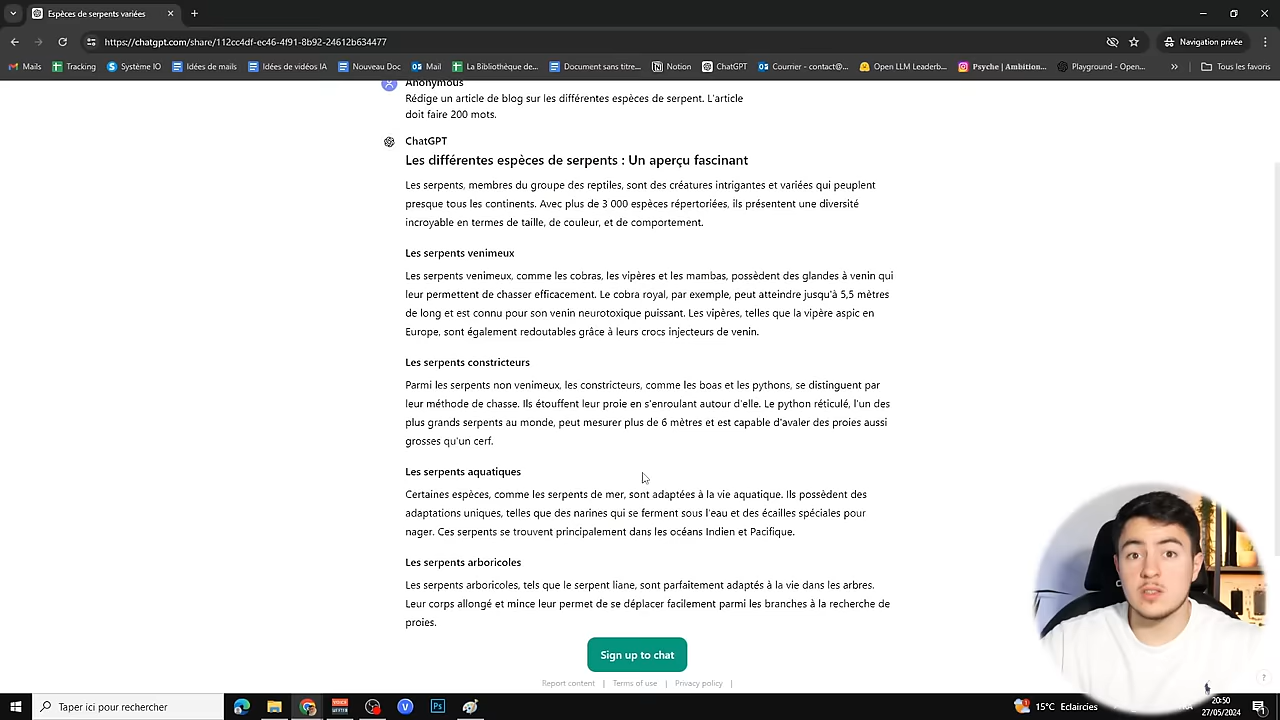 Espèces de serpents variées
https://chatgpt.com/share/112cc4df-ec46-4f91-8b92-24612b634477
Navigation privée
Mails
Tracking
Système IO
Idées de mails
Idées de vidéos IA
Nouveau Doc
Mail
La Bibliothèque de...
Document sans titre...
Notion
ChatGPT
Courrier - contact@...
Open LLM Leaderb...
Psyche | Ambition...
Playground - Open...
Tous les favoris
Anonymous
Rédige un article de blog sur les différentes espèces de serpent. L'article
doit faire 200 mots.
ChatGPT
Les différentes espèces de serpents : Un aperçu fascinant
Les serpents, membres du groupe des reptiles, sont des créatures intrigantes et variées qui peuplent
presque tous les continents. Avec plus de 3 000 espèces répertoriées, ils présentent une diversité
incroyable en termes de taille, de couleur, et de comportement.
Les serpents venimeux
Les serpents venimeux, comme les cobras, les vipères et les mambas, possèdent des glandes à venin qui
leur permettent de chasser efficacement. Le cobra royal, par exemple, peut atteindre jusqu'à 5,5 mètres
de long et est connu pour son venin neurotoxique puissant. Les vipères, telles que la vipère aspic en
Europe, sont également redoutables grâce à leurs crocs injecteurs de venin.
Les serpents constricteurs
Parmi les serpents non venimeux, les constricteurs, comme les boas et les pythons, se distinguent par
leur méthode de chasse. Ils étouffent leur proie en s'enroulant autour d'elle. Le python réticulé, l'un des
plus grands serpents au monde, peut mesurer plus de 6 mètres et est capable d'avaler des proies aussi
grosses qu'un cerf.
Les serpents aquatiques
Certaines espèces, comme les serpents de mer, sont adaptées à la vie aquatique. Ils possèdent des
adaptations uniques, telles que des narines qui se ferment sous l'eau et des écailles spéciales pour
nager. Ces serpents se trouvent principalement dans les océans Indien et Pacifique.
Les serpents arboricoles
Les serpents arboricoles, tels que le serpent liane, sont parfaitement adaptés à la vie dans les arbres.
Leur corps allongé et mince leur permet de se déplacer facilement parmi les branches à la recherche de
proies.
Sign up to chat
Report content | Terms of use | Privacy policy |
Taper ici pour rechercher
15°C Eclaircies
20:50
27/05/2024